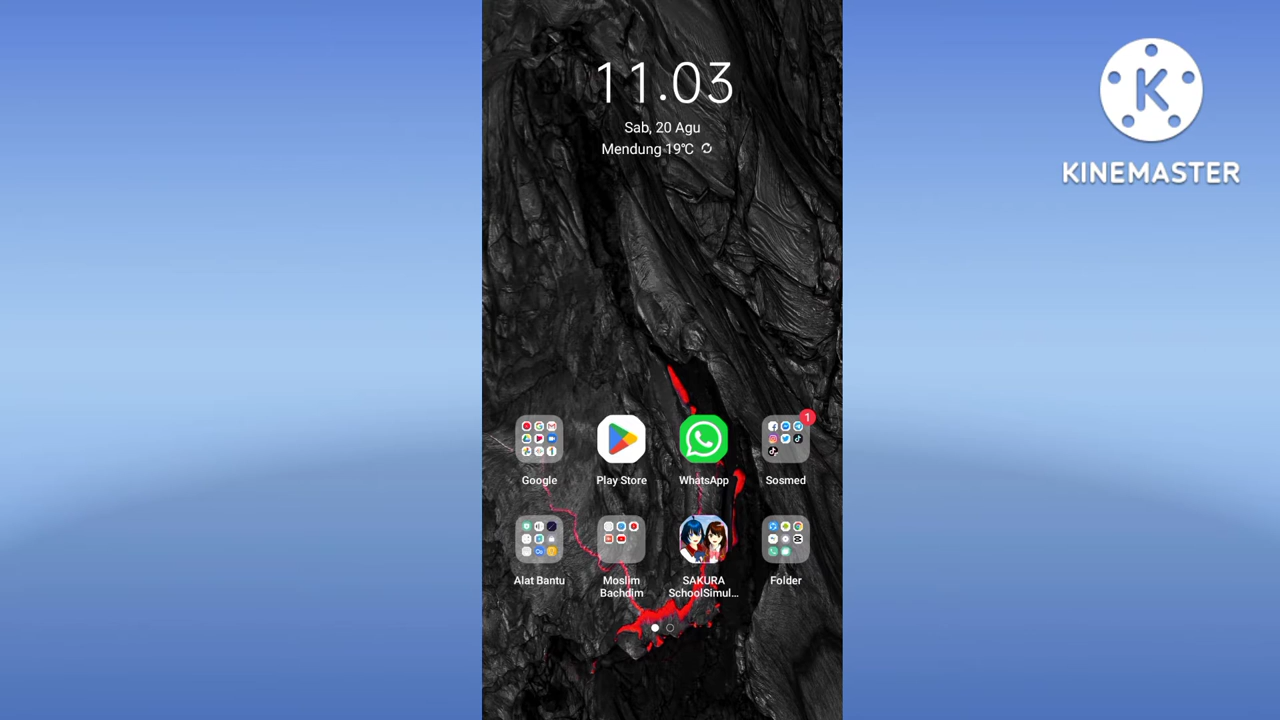 11.03
Sab, 20 Agu
Mendung 19℃
KINEMASTER
1
Google
Play Store
WhatsApp
Sosmed
Alat Bantu
Moslim
Bachdim
SAKURA
SchoolSimul...
Folder